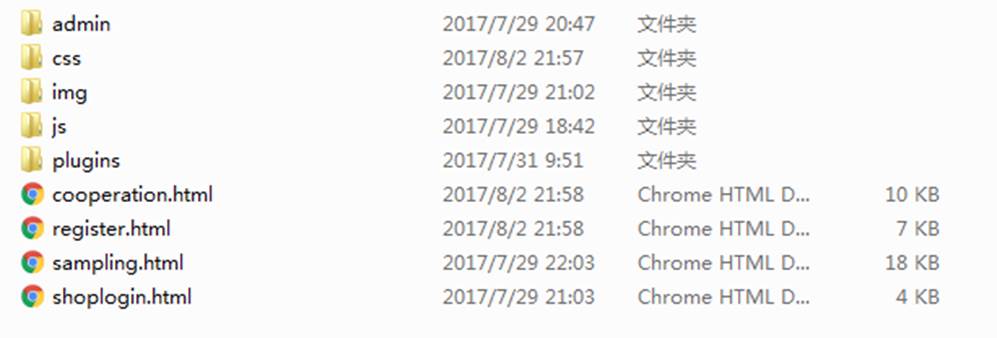 admin 2017/7/29 20:47 文件夹
css 2017/8/2 21:57 文件夹
img 2017/7/29 21:02 文件夹
js 2017/7/29 18:42 文件夹
plugins 2017/7/31 9:51 文件夹
cooperation.html 2017/8/2 21:58 Chrome HTML D... 10 KB
register.html 2017/8/2 21:58 Chrome HTML D... 7 KB
sampling.html 2017/7/29 22:03 Chrome HTML D... 18 KB
shoplogin.html 2017/7/29 21:03 Chrome HTML D... 4 KB